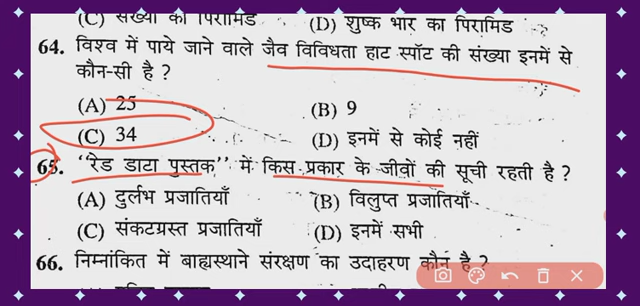 (C) संख्या का पिरामिड (D) शुष्क भार का पिरामिड
64. विश्व में पाये जाने वाले जैव विविधता हाट स्पॉट की संख्या इनमें से
कौन-सी है ?
(A) 25 (B) 9
(C) 34 (D) इनमें से कोई नहीं
65. "रेड डाटा पुस्तक" में किस प्रकार के जीवों की सूची रहती है ?
(A) दुर्लभ प्रजातियाँ (B) विलुप्त प्रजातियाँ
(C) संकटग्रस्त प्रजातियाँ (D) इनमें सभी
66. निम्नांकित में बाह्यस्थाने संरक्षण का उदाहरण कौन है ?